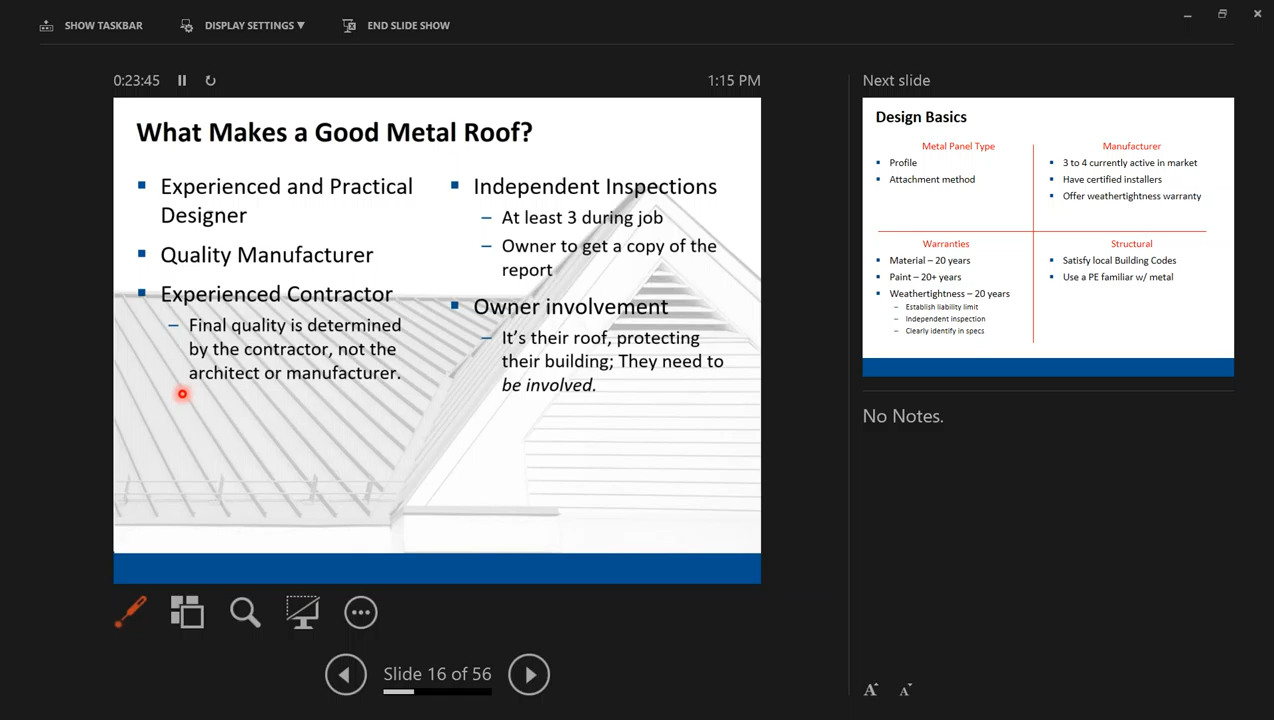 SHOW TASKBAR
DISPLAY SETTINGS ▼
END SLIDE SHOW
0:23:45
1:15 PM
What Makes a Good Metal Roof?
Experienced and Practical
Designer
Quality Manufacturer
Experienced Contractor
– Final quality is determined
by the contractor, not the
architect or manufacturer.
Independent Inspections
– At least 3 during job
– Owner to get a copy of the
report
Owner involvement
– It's their roof, protecting
their building; They need to
be involved.
Slide 16 of 56
Next slide
Design Basics
Metal Panel Type
Profile
Attachment method
Manufacturer
3 to 4 currently active in market
Have certified installers
Offer weathertightness warranty
Warranties
Material – 20 years
Paint – 20+ years
Weathertightness – 20 years
– Establish liability limit
– Independent inspection
– Clearly identify in specs
Structural
Satisfy local Building Codes
Use a PE familiar w/ metal
No Notes.
A A